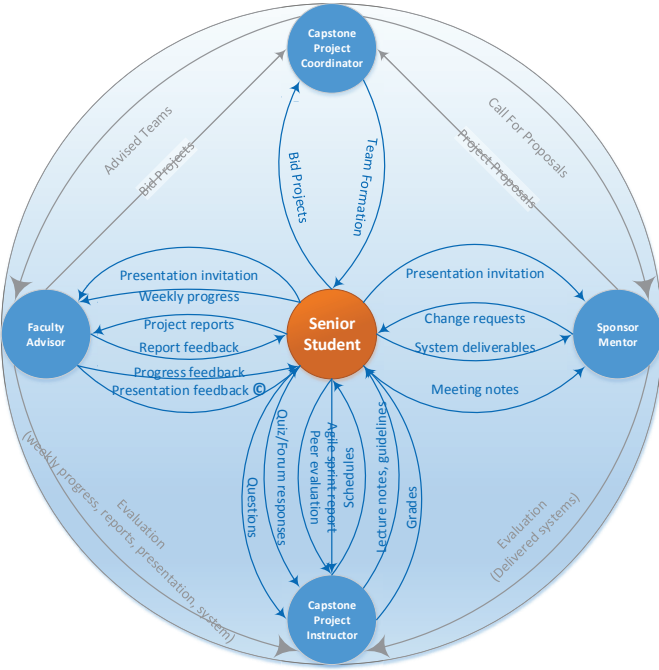 Capstone
Project
Coordinator
Advised Teams
Bid Projects
Call For Proposals
Project Proposals
Bid Projects
Team Formation
Presentation invitation
Weekly progress
Project reports
Report feedback
Progress feedback
Presentation feedback ©
Faculty
Advisor
Senior
Student
Presentation invitation
Change requests
System deliverables
Meeting notes
Sponsor
Mentor
Questions
Quiz/Forum responses
Peer evaluation
Agile sprint report
Schedules
Lecture notes, guidelines
Grades
Evaluation
(weekly progress, reports, presentation, system)
Evaluation
(Delivered systems)
Capstone
Project
Instructor